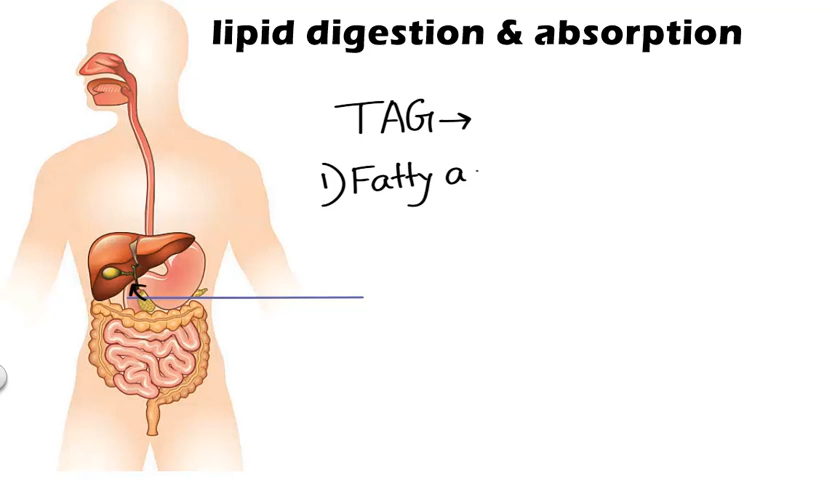 lipid digestion & absorption
TAG→
1) Fatty a